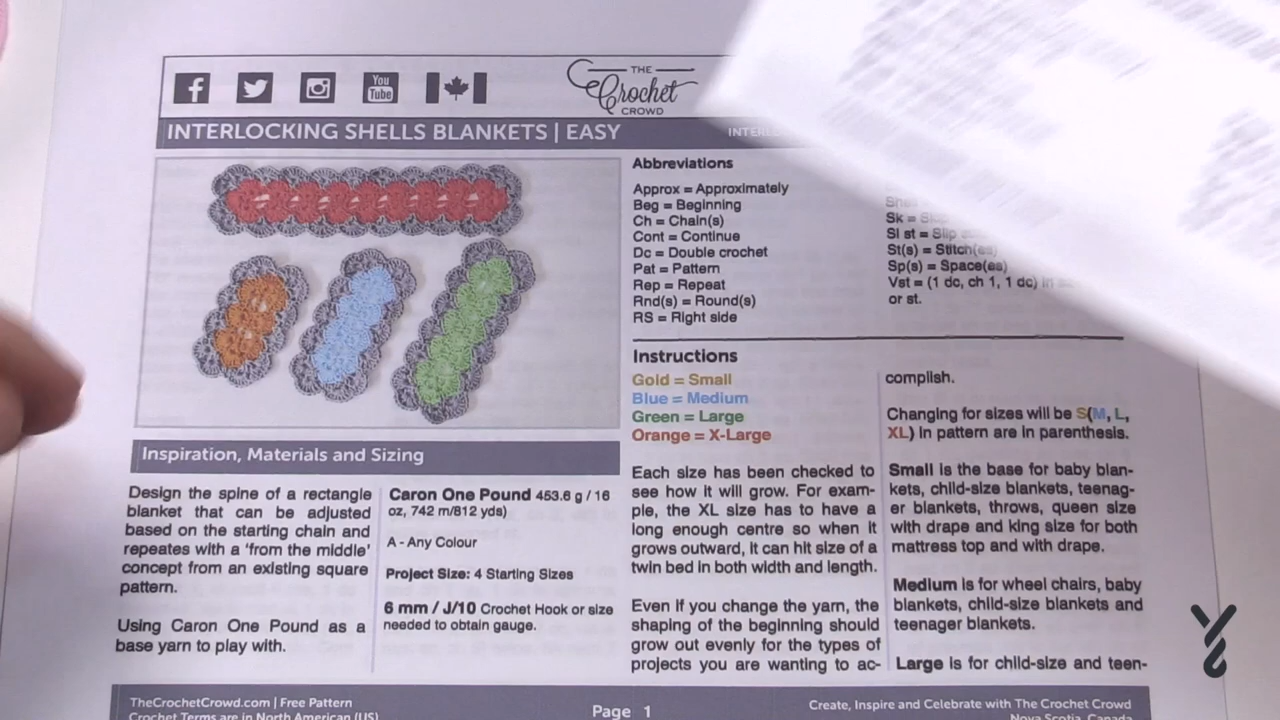 You
Tube
THE
Crochet
CROWD
INTERLOCKING SHELLS BLANKETS | EASY
Inspiration, Materials and Sizing
Design the spine of a rectangle
blanket that can be adjusted
based on the starting chain and
repeates with a 'from the middle'
concept from an existing square
pattern.
Using Caron One Pound as a
base yarn to play with.
Caron One Pound 453.6 g / 16
oz, 742 m/812 yds)
A - Any Colour
Project Size: 4 Starting Sizes
6 mm / J/10 Crochet Hook or size
needed to obtain gauge.
Abbreviations
Approx = Approximately
Beg = Beginning
Ch = Chain(s)
Cont = Continue
Dc = Double crochet
Pat = Pattern
Rep = Repeat
Rnd(s) = Round(s)
RS = Right side
Sk =
Sl st = Slip
St(s) = Stitch(es)
Sp(s) = Space(es)
Vst = (1 dc, ch 1, 1 dc) in
or st.
Instructions
Gold = Small
Blue = Medium
Green = Large
Orange = X-Large
Each size has been checked to
see how it will grow. For exam-
ple, the XL size has to have a
long enough centre so when it
grows outward, it can hit size of a
twin bed in both width and length.
Even if you change the yarn, the
shaping of the beginning should
grow out evenly for the types of
projects you are wanting to ac-
complish.
Changing for sizes will be S(M, L,
XL) in pattern are in parenthesis.
Small is the base for baby blan-
kets, child-size blankets, teenag-
er blankets, throws, queen size
with drape and king size for both
mattress top and with drape.
Medium is for wheel chairs, baby
blankets, child-size blankets and
teenager blankets.
Large is for child-size and teen-
TheCrochetCrowd.com | Free Pattern
Crochet Terms are in North American (US)
Page 1
Create, Inspire and Celebrate with The Crochet Crowd
Nova Scotia, Canada